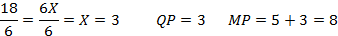 18/6 = 6X/6 = X = 3 QP = 3 MP = 5 + 3 = 8